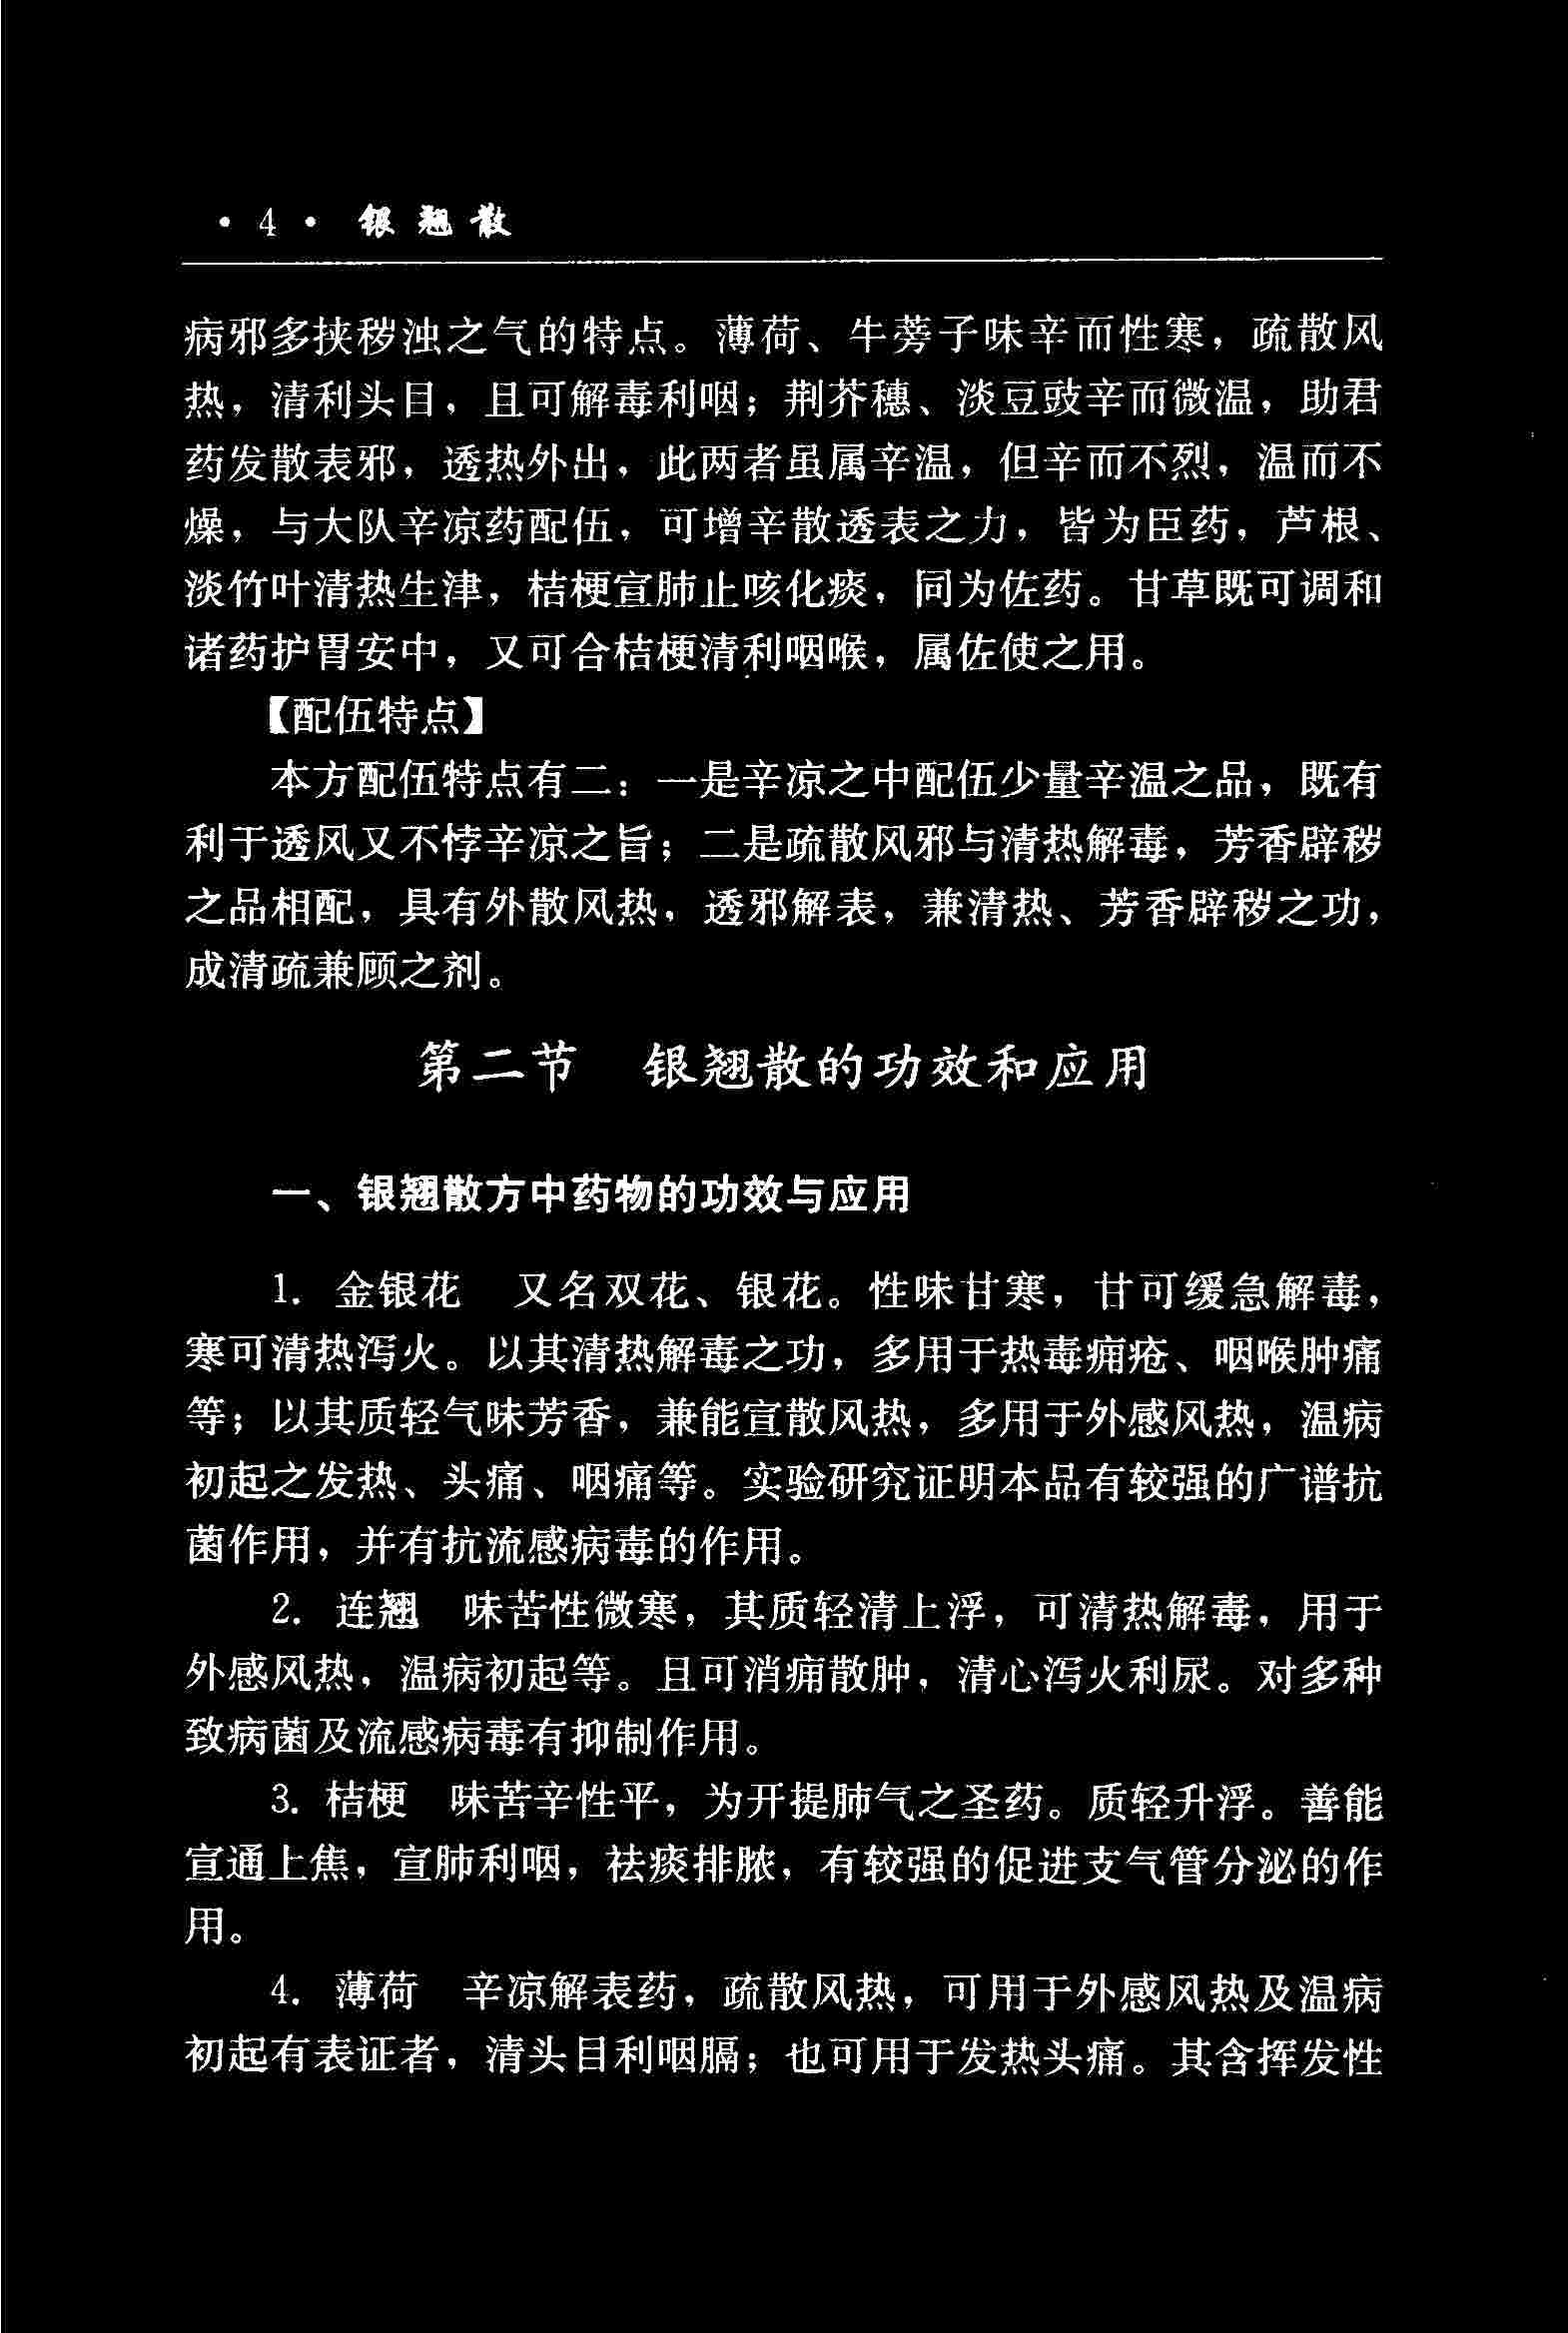 ·4· 银翘散
病邪多挟秽浊之气的特点。薄荷、牛蒡子味辛而性寒，疏散风
热，清利头目，且可解毒利咽；荆芥穗、淡豆豉辛而微温，助君
药发散表邪，透热外出，此两者虽属辛温，但辛而不烈，温而不
燥，与大队辛凉药配伍，可增辛散透表之力，皆为臣药，芦根、
淡竹叶清热生津，桔梗宣肺止咳化痰，同为佐药。甘草既可调和
诸药护胃安中，又可合桔梗清利咽喉，属佐使之用。
【配伍特点】
本方配伍特点有二：一是辛凉之中配伍少量辛温之品，既有
利于透风又不悖辛凉之旨；二是疏散风邪与清热解毒，芳香辟秽
之品相配，具有外散风热，透邪解表，兼清热、芳香辟秽之功，
成清疏兼顾之剂。
第二节 银翘散的功效和应用
一、银翘散方中药物的功效与应用
1. 金银花 又名双花、银花。性味甘寒，甘可缓急解毒，
寒可清热泻火。以其清热解毒之功，多用于热毒痈疮、咽喉肿痛
等；以其质轻气味芳香，兼能宣散风热，多用于外感风热，温病
初起之发热、头痛、咽痛等。实验研究证明本品有较强的广谱抗
菌作用，并有抗流感病毒的作用。
2. 连翘 味苦性微寒，其质轻清上浮，可清热解毒，用于
外感风热，温病初起等。且可消痈散肿，清心泻火利尿。对多种
致病菌及流感病毒有抑制作用。
3. 桔梗 味苦辛性平，为开提肺气之圣药。质轻升浮。善能
宣通上焦，宣肺利咽，祛痰排脓，有较强的促进支气管分泌的作
用。
4. 薄荷 辛凉解表药，疏散风热，可用于外感风热及温病
初起有表证者，清头目利咽膈；也可用于发热头痛。其含挥发性